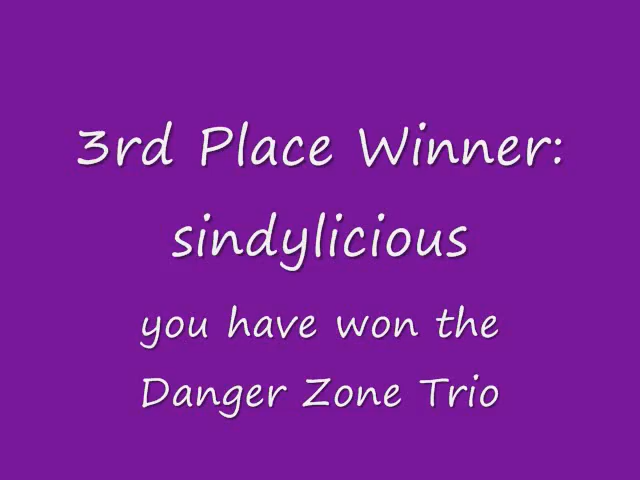 3rd Place Winner:
sindylicious
you have won the
Danger Zone Trio